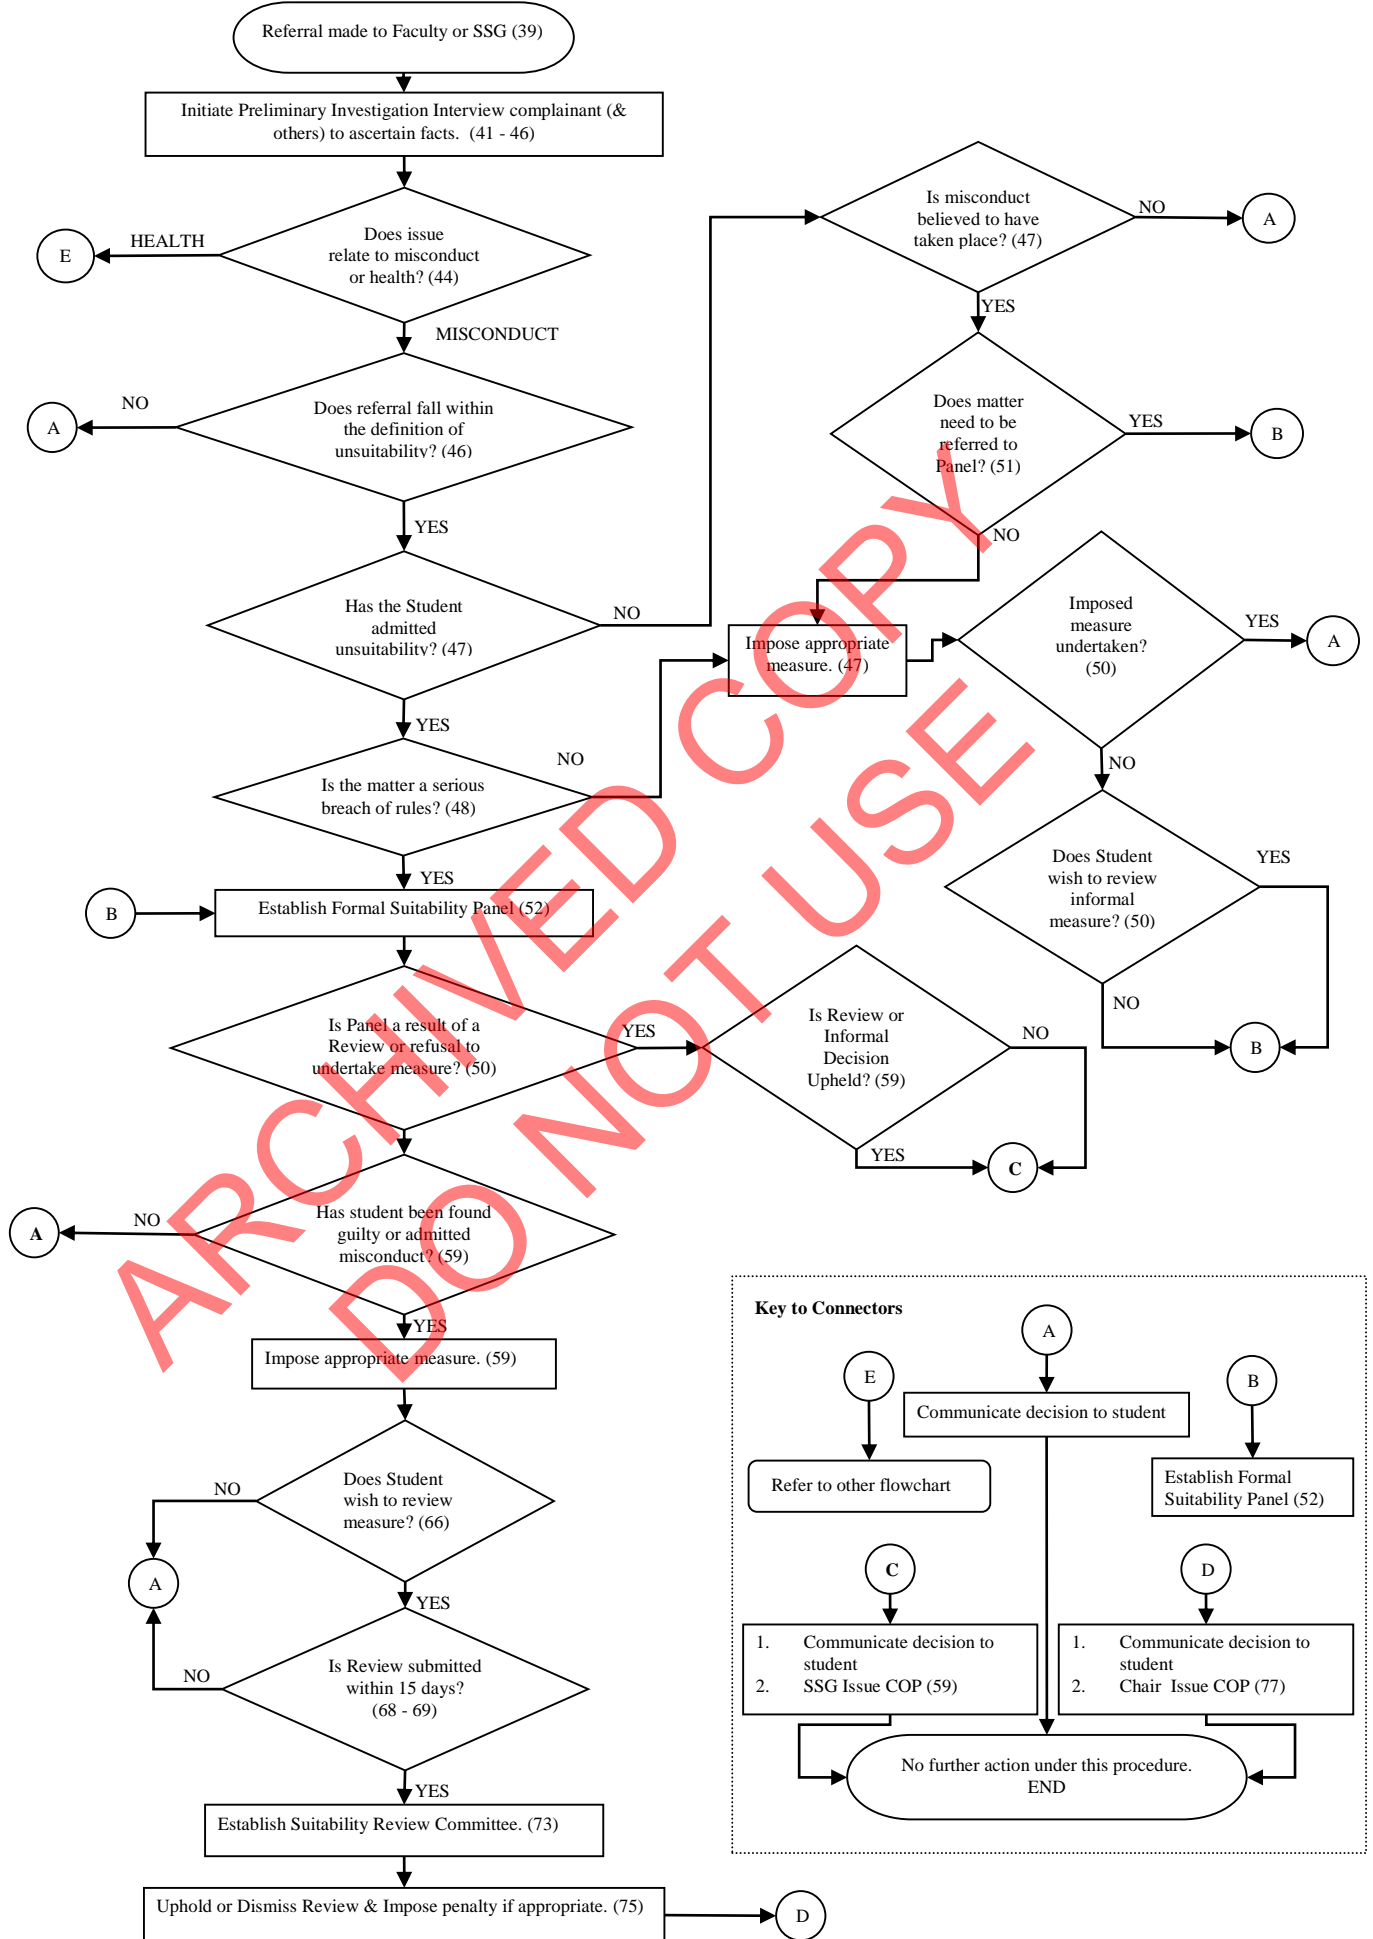 Referral made to Faculty or SSG (39)
Initiate Preliminary Investigation Interview complainant (&
others) to ascertain facts. (41 - 46)
Does issue
relate to misconduct
or health? (44)
HEALTH
E
MISCONDUCT
Does referral fall within
the definition of
unsuitability? (46)
NO
A
YES
Has the Student
admitted
unsuitability? (47)
NO
YES
Is misconduct
believed to have
taken place? (47)
NO
A
YES
Does matter
need to be
referred to
Panel? (51)
YES
B
NO
Impose appropriate
measure. (47)
Imposed
measure
undertaken?
(50)
YES
A
NO
Does Student
wish to review
informal
measure? (50)
YES
NO
B
Is the matter a serious
breach of rules? (48)
NO
YES
B
Establish Formal Suitability Panel (52)
Is Panel a result of a
Review or refusal to
undertake measure? (50)
YES
Is Review or
Informal
Decision
Upheld? (59)
NO
YES
C
Has student been found
guilty or admitted
misconduct? (59)
NO
A
YES
Impose appropriate measure. (59)
Does Student
wish to review
measure? (66)
NO
A
YES
Is Review submitted
within 15 days?
(68 - 69)
NO
YES
Establish Suitability Review Committee. (73)
Uphold or Dismiss Review & Impose penalty if appropriate. (75)
D
Key to Connectors
A
Communicate decision to student
E
Refer to other flowchart
B
Establish Formal
Suitability Panel (52)
C
1. Communicate decision to
student
2. SSG Issue COP (59)
D
1. Communicate decision to
student
2. Chair Issue COP (77)
No further action under this procedure.
END
ARCHIVED COPY
DO NOT USE